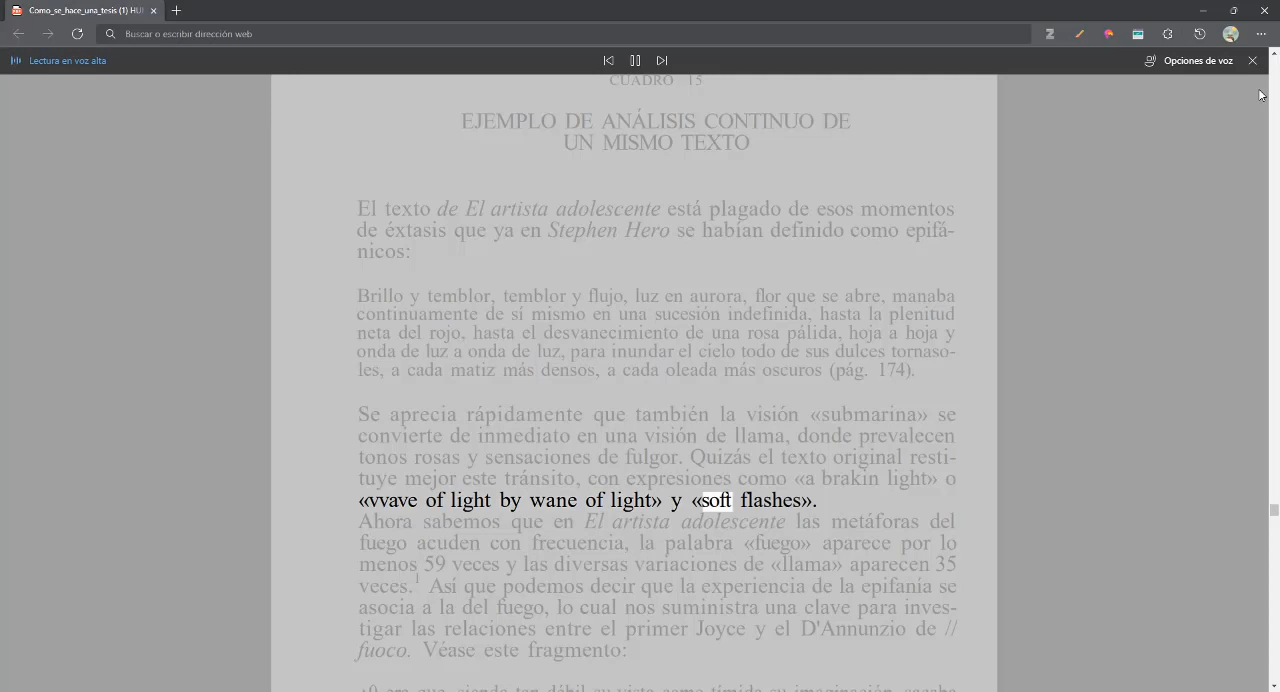 Como_se_hace_una_tesis (1) HU
Buscar o escribir dirección web
Lectura en voz alta
Opciones de voz
CUADRO 15
EJEMPLO DE ANÁLISIS CONTINUO DE
UN MISMO TEXTO
El texto de El artista adolescente está plagado de esos momentos
de éxtasis que ya en Stephen Hero se habían definido como epifá-
nicos:
Brillo y temblor, temblor y flujo, luz en aurora, flor que se abre, manaba
continuamente de sí mismo en una sucesión indefinida, hasta la plenitud
neta del rojo, hasta el desvanecimiento de una rosa pálida, hoja a hoja y
onda de luz a onda de luz, para inundar el cielo todo de sus dulces tornaso-
les, a cada matiz más densos, a cada oleada más oscuros (pág. 174).
Se aprecia rápidamente que también la visión «submarina» se
convierte de inmediato en una visión de llama, donde prevalecen
tonos rosas y sensaciones de fulgor. Quizás el texto original resti-
tuye mejor este tránsito, con expresiones como «a brakin light» o
«vvave of light by wane of light» y «soft flashes».
Ahora sabemos que en El artista adolescente las metáforas del
fuego acuden con frecuencia, la palabra «fuego» aparece por lo
menos 59 veces y las diversas variaciones de «llama» aparecen 35
veces.1 Así que podemos decir que la experiencia de la epifanía se
asocia a la del fuego, lo cual nos suministra una clave para inves-
tigar las relaciones entre el primer Joyce y el D'Annunzio de //
fuoco. Véase este fragmento: